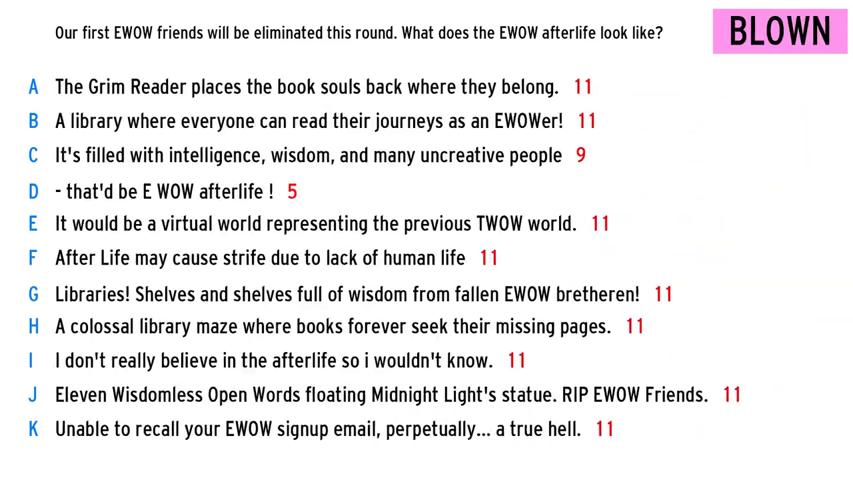 Our first EWOW friends will be eliminated this round. What does the EWOW afterlife look like?
BLOWN
A The Grim Reader places the book souls back where they belong. 11
B A library where everyone can read their journeys as an EWOWer! 11
C It's filled with intelligence, wisdom, and many uncreative people 9
D - that'd be E WOW afterlife ! 5
E It would be a virtual world representing the previous TWOW world. 11
F After Life may cause strife due to lack of human life 11
G Libraries! Shelves and shelves full of wisdom from fallen EWOW bretheren! 11
H A colossal library maze where books forever seek their missing pages. 11
I I don't really believe in the afterlife so i wouldn't know. 11
J Eleven Wisdomless Open Words floating Midnight Light's statue. RIP EWOW Friends. 11
K Unable to recall your EWOW signup email, perpetually... a true hell. 11